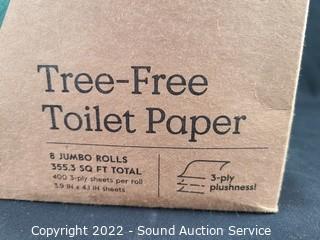 Tree-Free
Toilet Paper
8 JUMBO ROLLS
355.3 SQ FT TOTAL
400 3-ply sheets per roll
3.9 IN x 4.1 IN sheets
3-ply
plushness!
Copyright 2022 - Sound Auction Service